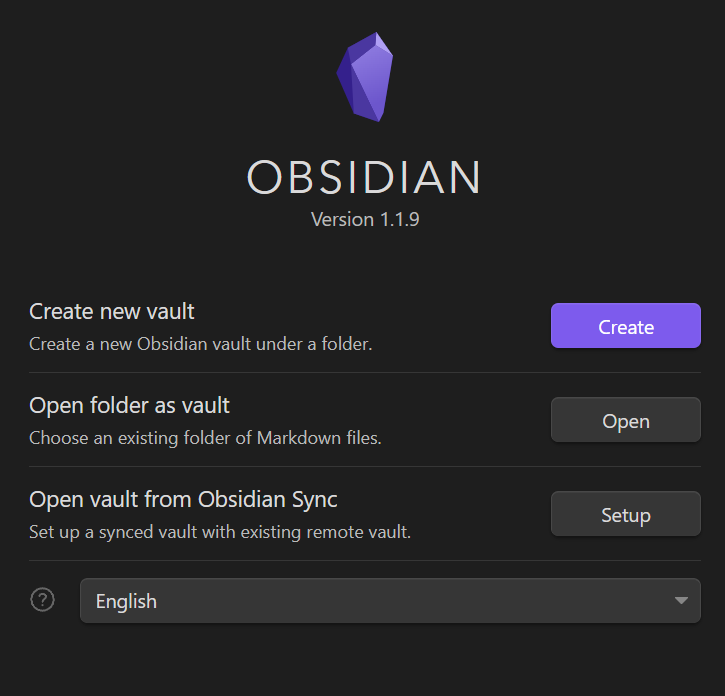 OBSIDIAN
Version 1.1.9
Create new vault
Create a new Obsidian vault under a folder.
Create
Open folder as vault
Choose an existing folder of Markdown files.
Open
Open vault from Obsidian Sync
Set up a synced vault with existing remote vault.
Setup
?
English